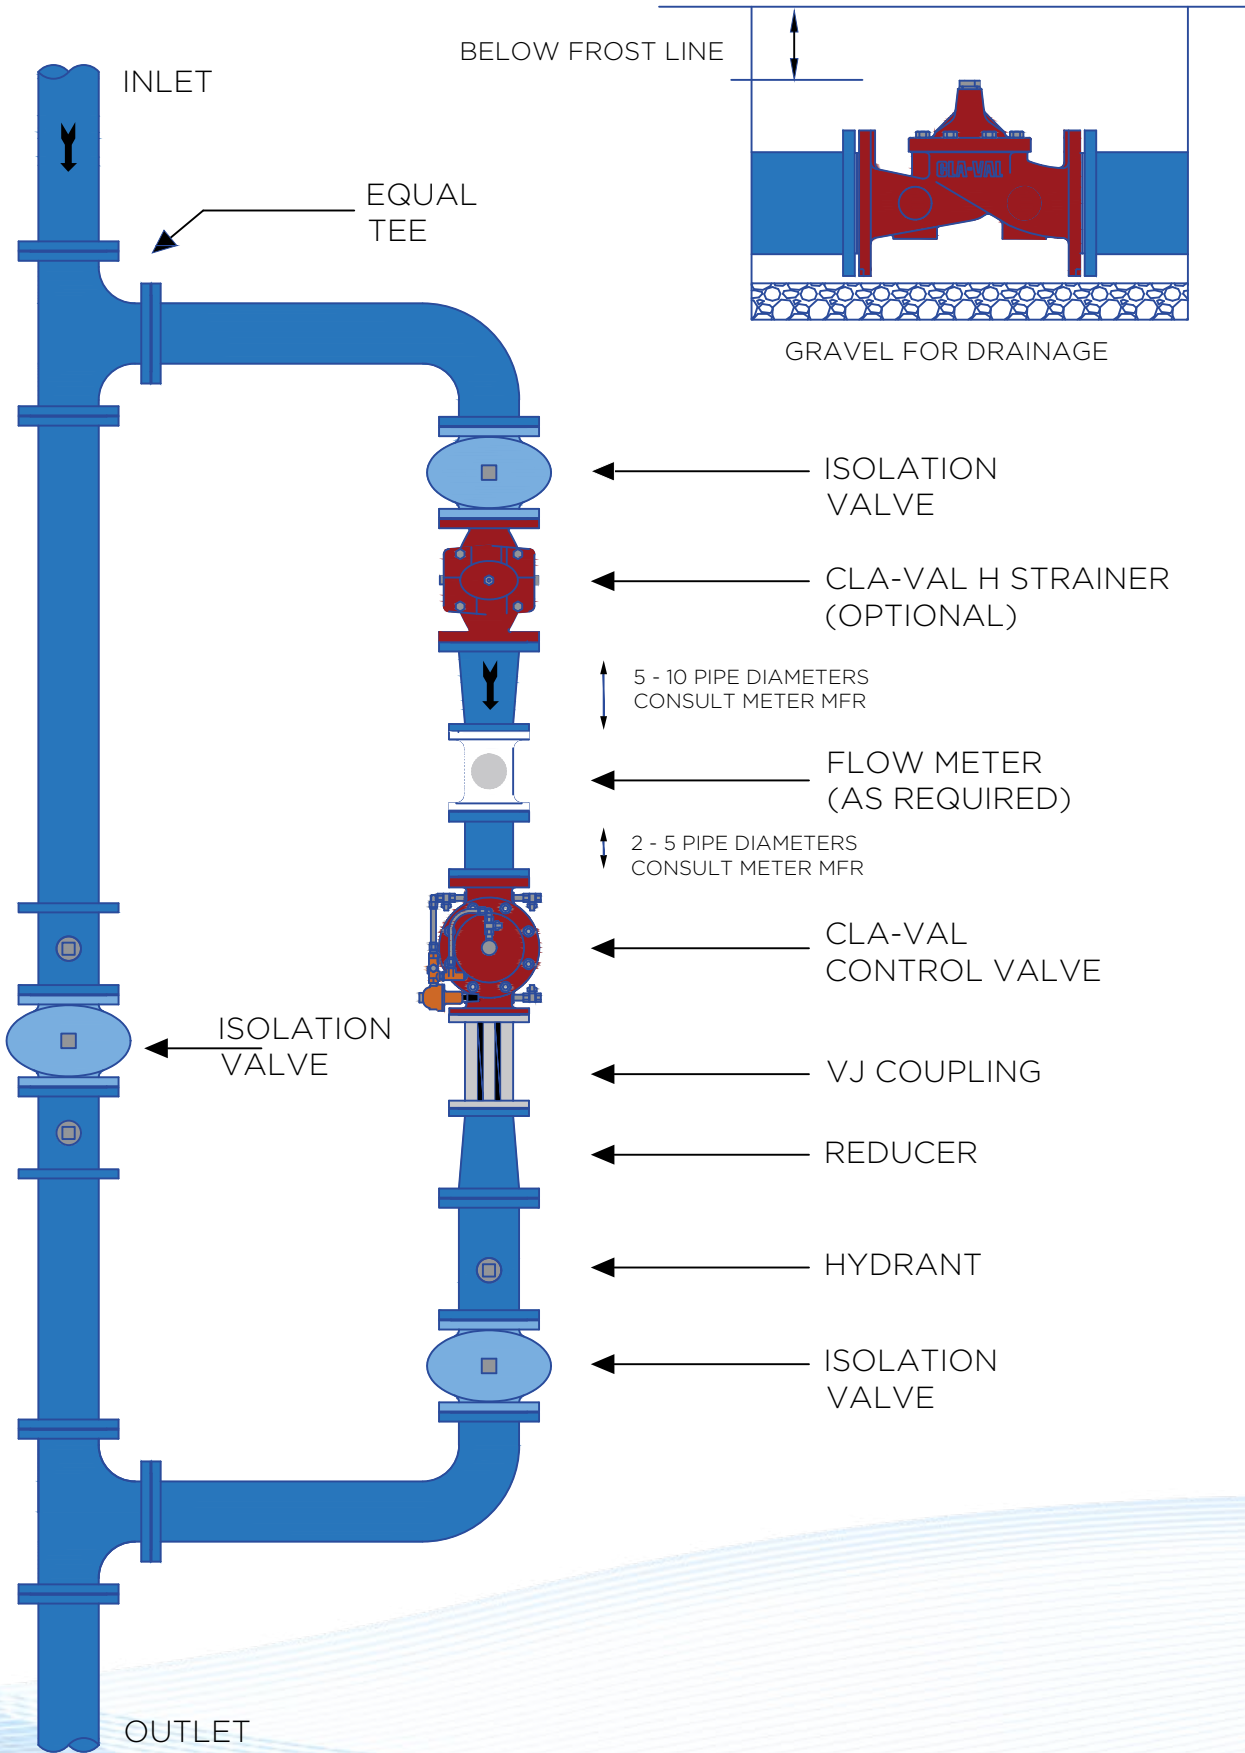 BELOW FROST LINE
INLET
CLA-VAL
EQUAL
TEE
GRAVEL FOR DRAINAGE
ISOLATION
VALVE
CLA-VAL H STRAINER
(OPTIONAL)
5 - 10 PIPE DIAMETERS
CONSULT METER MFR
FLOW METER
(AS REQUIRED)
2 - 5 PIPE DIAMETERS
CONSULT METER MFR
CLA-VAL
CONTROL VALVE
ISOLATION
VALVE
VJ COUPLING
REDUCER
HYDRANT
ISOLATION
VALVE
OUTLET